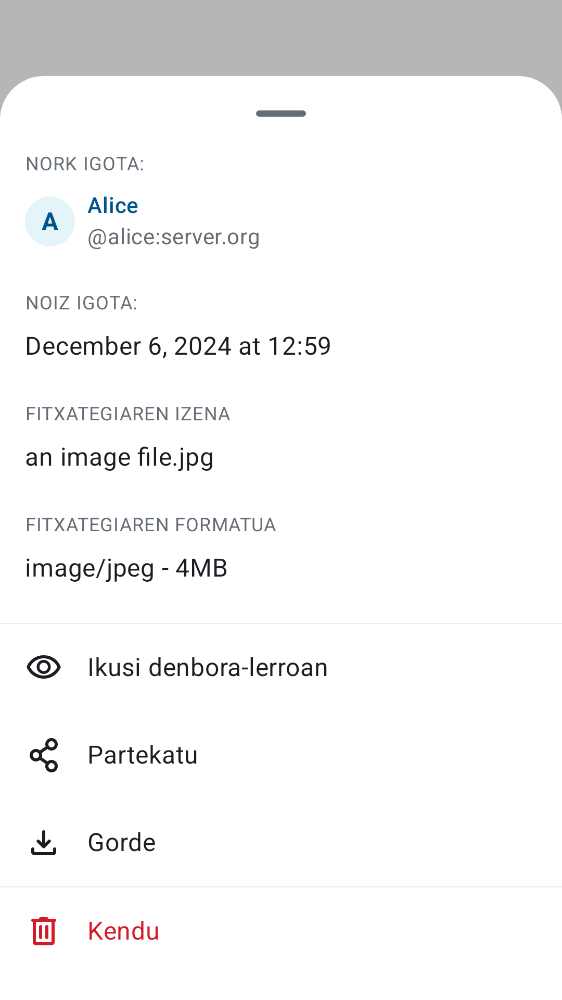 NORK IGOTA:
A
Alice
@alice:server.org
NOIZ IGOTA:
December 6, 2024 at 12:59
FITXATEGIAREN IZENA
an image file.jpg
FITXATEGIAREN FORMATUA
image/jpeg - 4MB
Ikusi denbora-lerroan
Partekatu
Gorde
Kendu